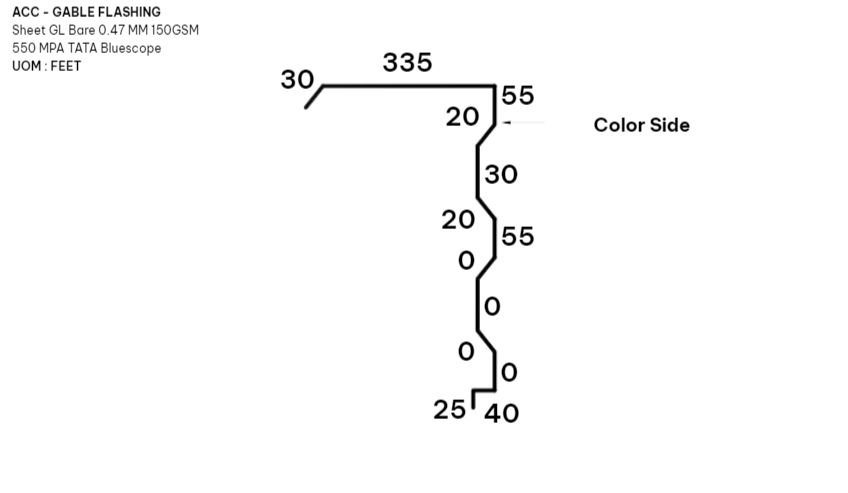 ACC - GABLE FLASHING
Sheet GL Bare 0.47 MM 150GSM
550 MPA TATA Bluescope
UOM : FEET
335
30
55
20
Color Side
30
20
55
0
0
0
0
25
40